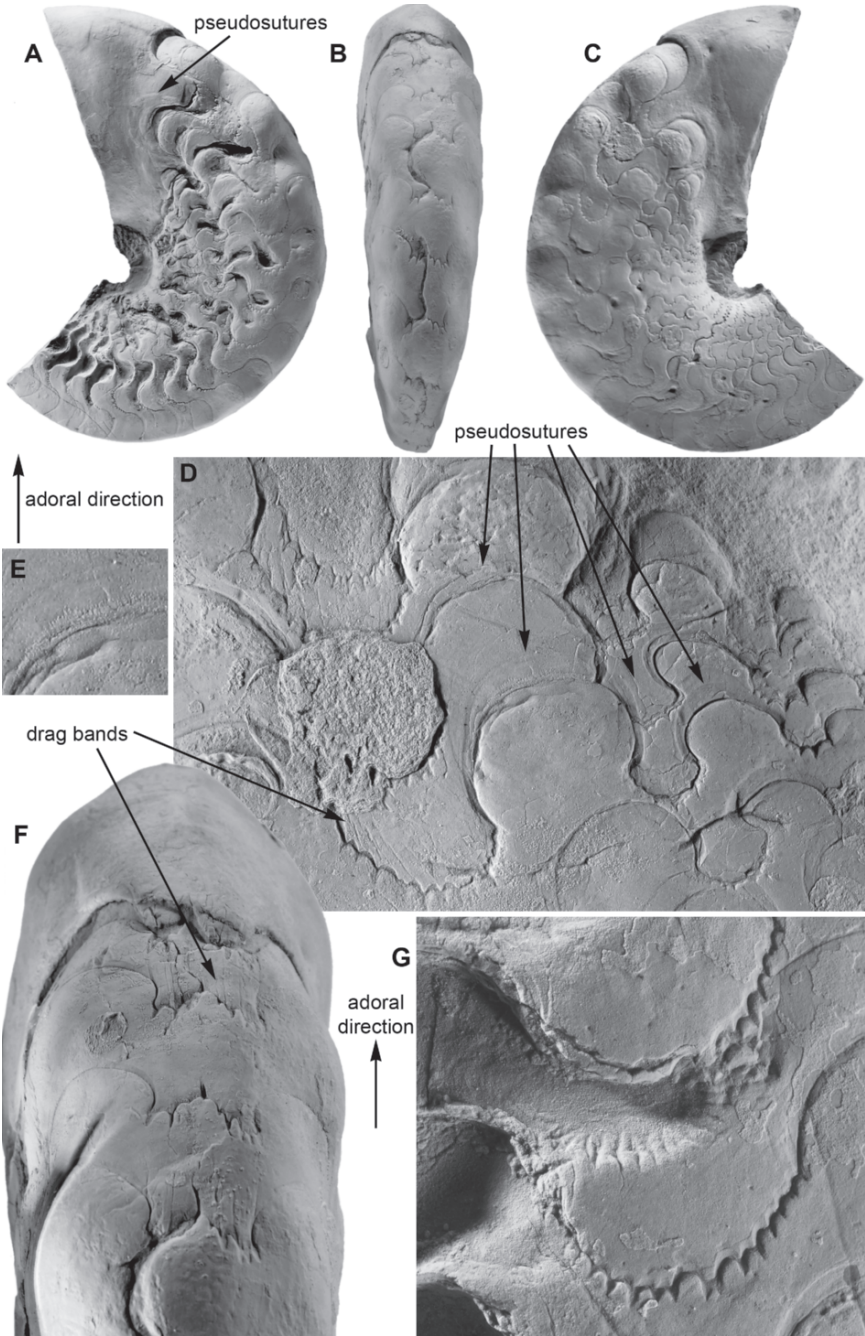 pseudosutures
A
B
C
pseudosutures
D
adoral direction
E
drag bands
F
G
adoral
direction